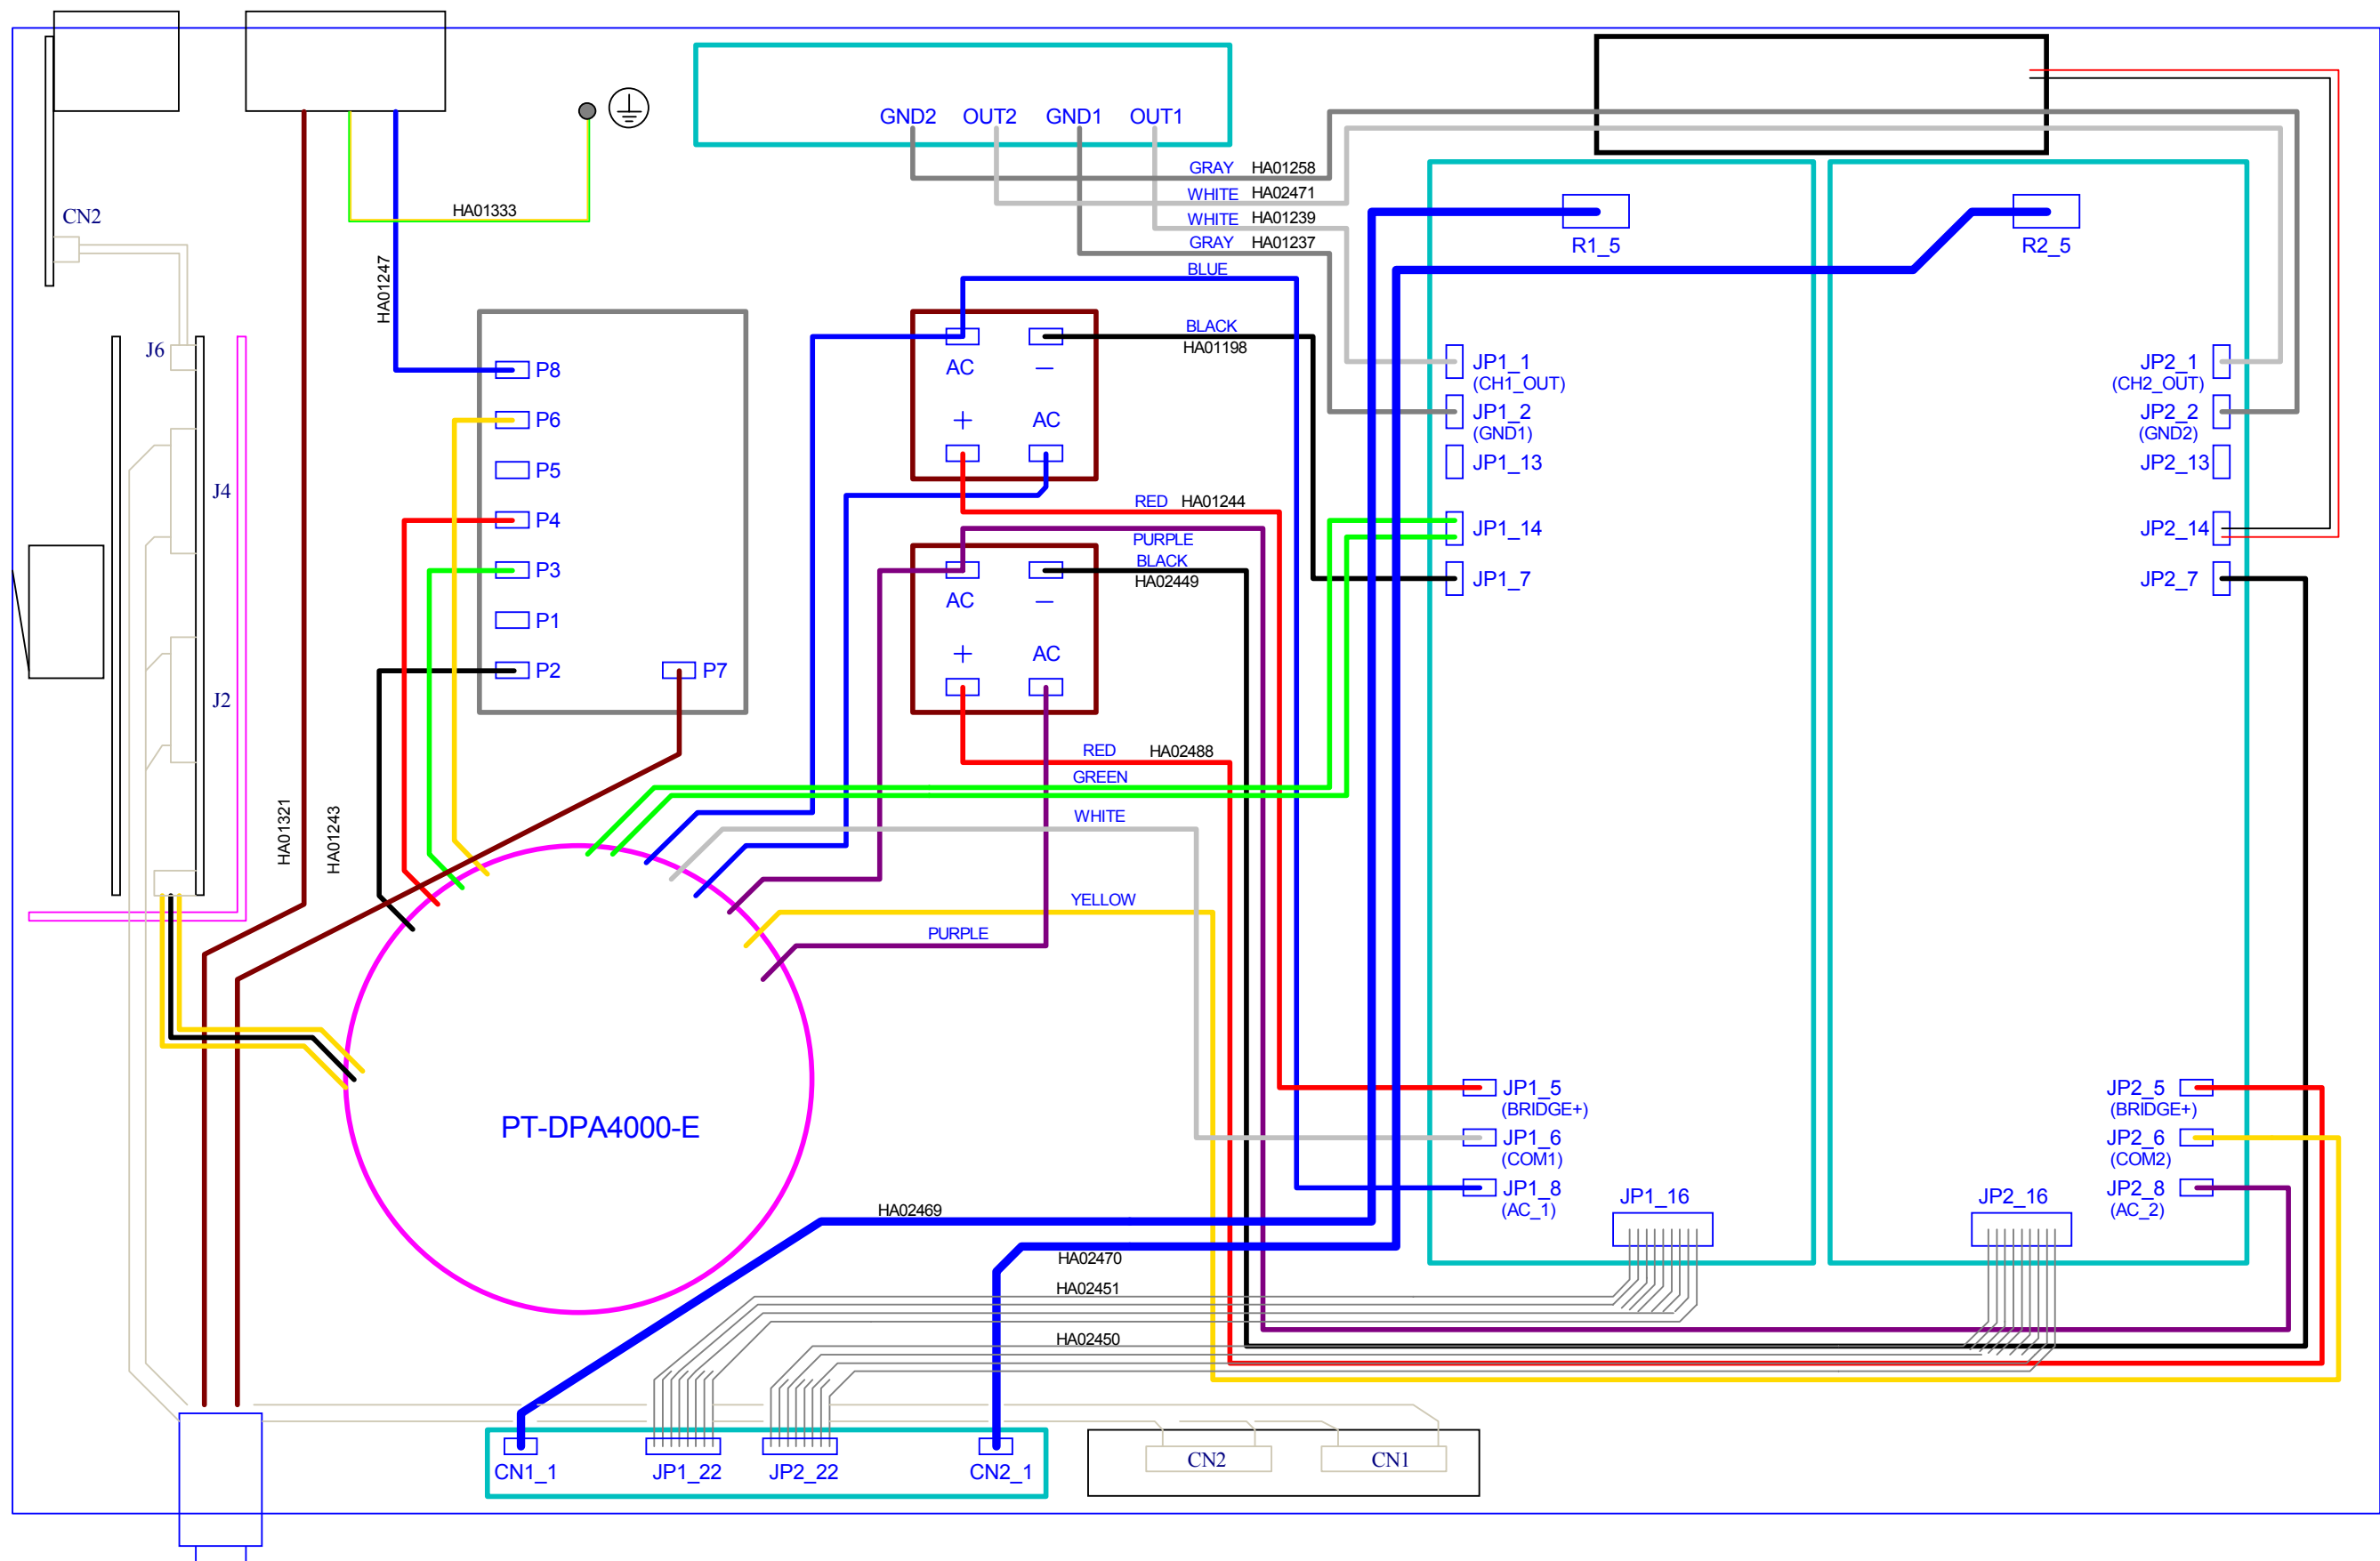 GND2 OUT2 GND1 OUT1
GRAY HA01258
WHITE HA02471
WHITE HA01239
GRAY HA01237
BLUE
HA01333
CN2
HA01247
R1_5
R2_5
J6
J4
J2
P8
P6
P5
P4
P3
P1
P2
P7
AC −
+ AC
BLACK
HA01198
RED HA01244
PURPLE
BLACK
HA02449
AC −
+ AC
RED HA02488
GREEN
WHITE
YELLOW
PURPLE
JP1_1
(CH1_OUT)
JP1_2
(GND1)
JP1_13
JP1_14
JP1_7
JP2_1
(CH2_OUT)
JP2_2
(GND2)
JP2_13
JP2_14
JP2_7
HA01321
HA01243
PT-DPA4000-E
JP1_5
(BRIDGE+)
JP1_6
(COM1)
JP1_8
(AC_1)
JP1_16
JP2_16
JP2_5
(BRIDGE+)
JP2_6
(COM2)
JP2_8
(AC_2)
HA02469
HA02470
HA02451
HA02450
CN1_1
JP1_22
JP2_22
CN2_1
CN2
CN1